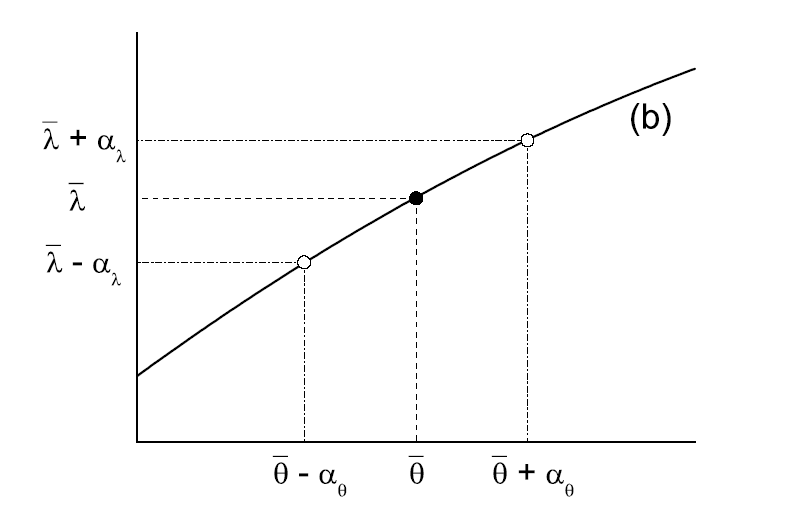 (b)
λ̅ + α_λ
λ̅
λ̅ - α_λ
θ̅ - α_θ θ̅ θ̅ + α_θ